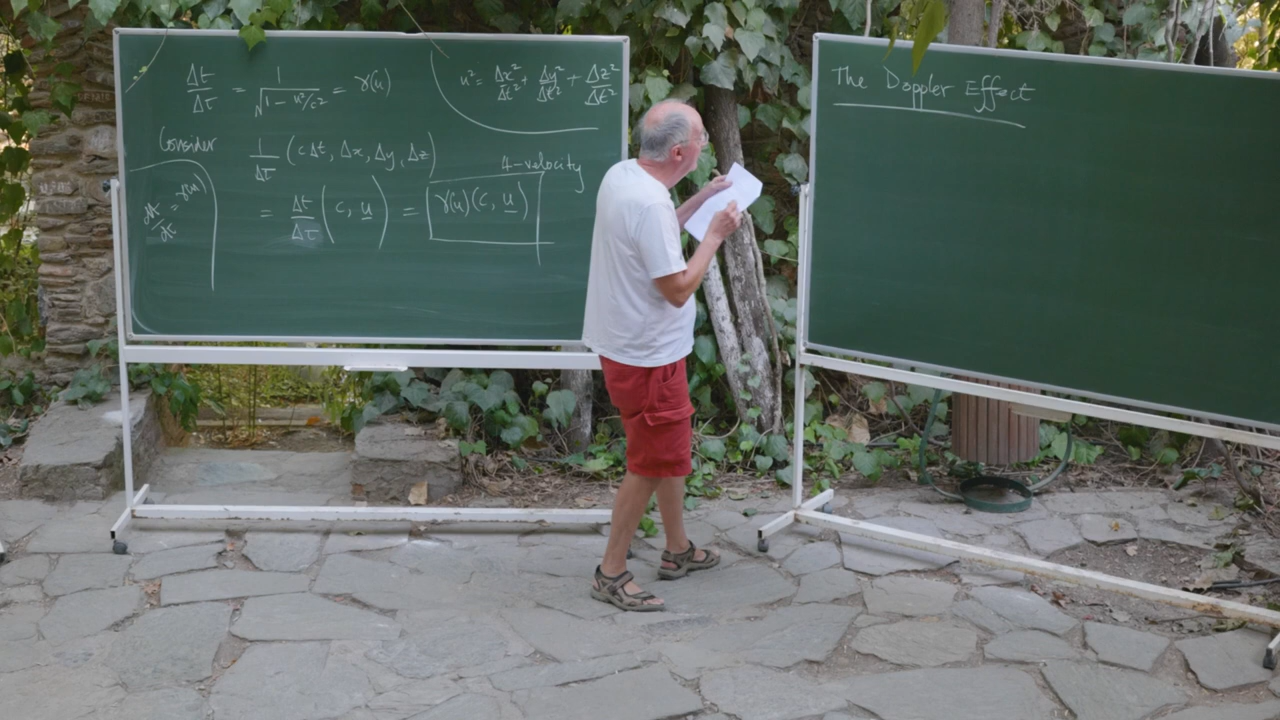 Δt/Δτ = 1/√(1 − u²/c²) = γ(u)
u² = Δx²/Δt² + Δy²/Δt² + Δz²/Δt²
Consider 1/Δτ (cΔt, Δx, Δy, Δz)
4-velocity
dt/dτ = γ(u)
= Δt/Δτ (c, u) = γ(u)(c, u)
The Doppler Effect